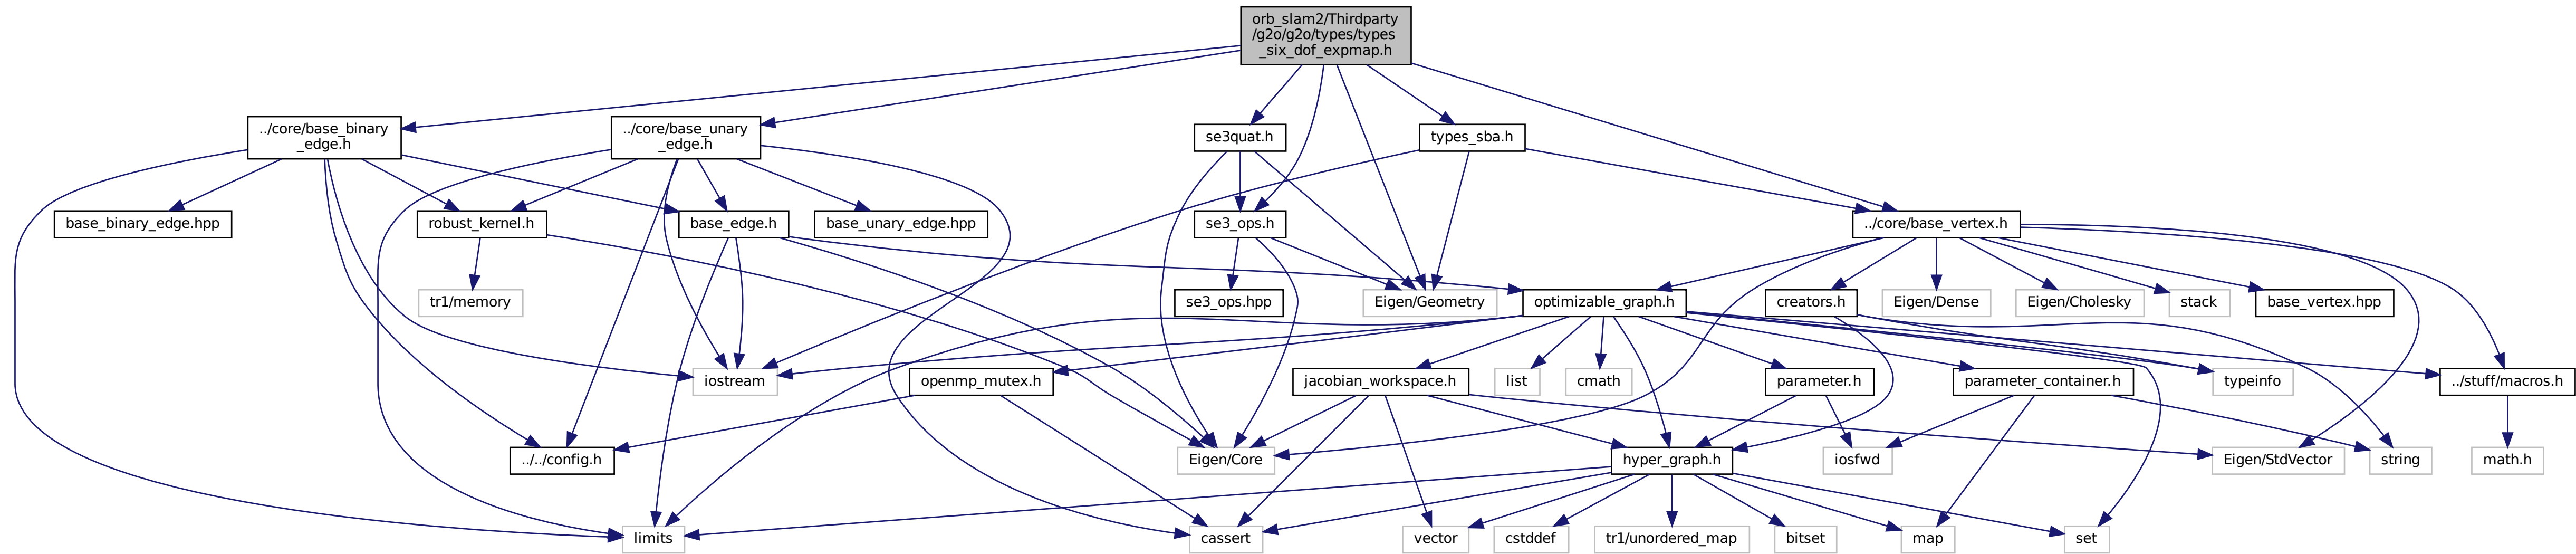 orb_slam2/Thirdparty
/g2o/g2o/types/types
_six_dof_expmap.h
../core/base_binary
_edge.h
../core/base_unary
_edge.h
se3quat.h
types_sba.h
base_binary_edge.hpp
robust_kernel.h
base_edge.h
base_unary_edge.hpp
se3_ops.h
../core/base_vertex.h
tr1/memory
se3_ops.hpp
Eigen/Geometry
optimizable_graph.h
creators.h
Eigen/Dense
Eigen/Cholesky
stack
base_vertex.hpp
iostream
openmp_mutex.h
jacobian_workspace.h
list
cmath
parameter.h
parameter_container.h
typeinfo
../stuff/macros.h
../../config.h
Eigen/Core
hyper_graph.h
iosfwd
Eigen/StdVector
string
math.h
limits
cassert
vector
cstddef
tr1/unordered_map
bitset
map
set